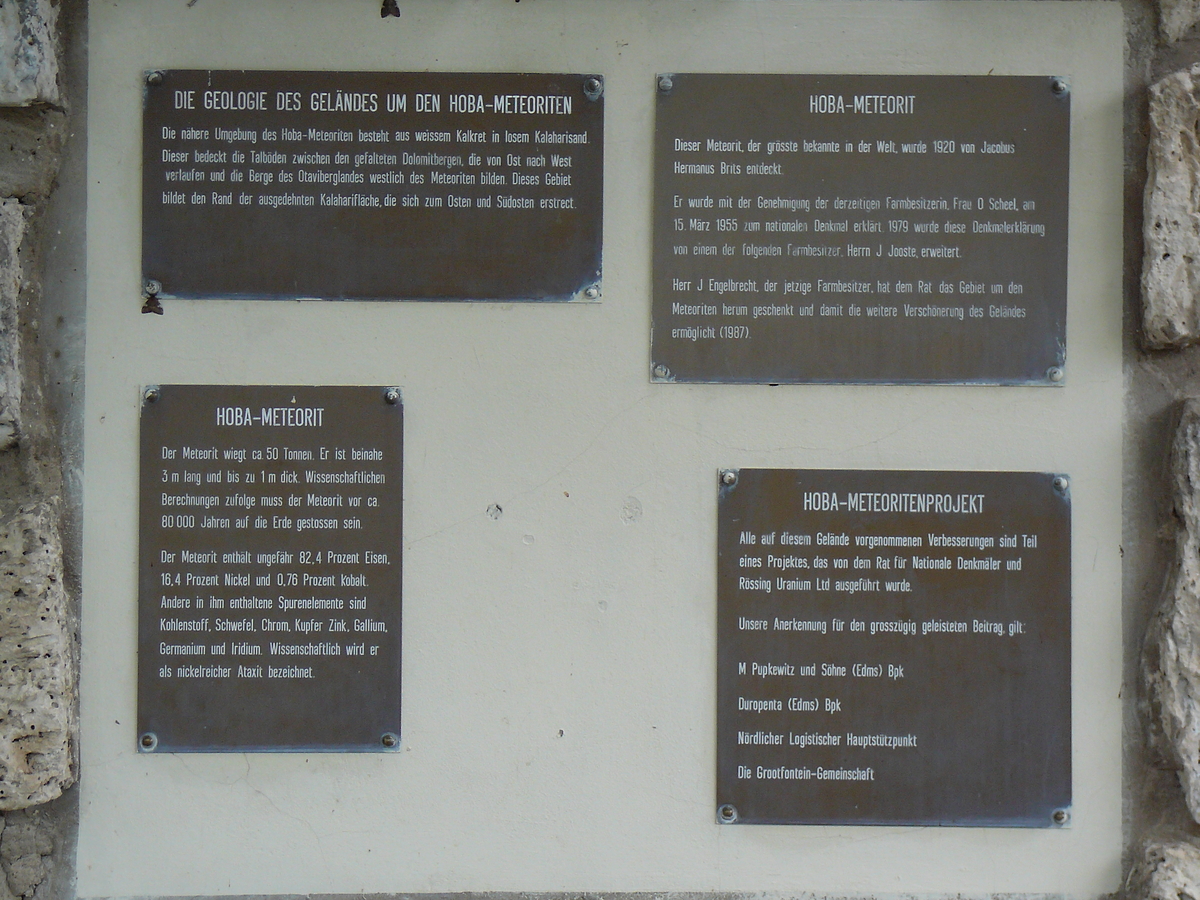 DIE GEOLOGIE DES GELÄNDES UM DEN HOBA-METEORITEN
Die nähere Umgebung des Hoba-Meteoriten besteht aus weissem Kalkret in losem Kalaharisand.
Dieser bedeckt die Talböden zwischen den gefalteten Dolomitbergen, die von Ost nach West
verlaufen und die Berge des Otaviberglandes westlich des Meteoriten bilden. Dieses Gebiet
bildet den Rand der ausgedehnten Kalaharifläche, die sich zum Osten und Südosten erstrect.
HOBA-METEORIT
Dieser Meteorit, der grösste bekannte in der Welt, wurde 1920 von Jacobus
Hermanus Brits entdeckt.
Er wurde mit der Genehmigung der derzeitigen Farmbesitzerin, Frau O Scheel, am
15. März 1955 zum nationalen Denkmal erklärt. 1979 wurde diese Denkmalerklärung
von einem der folgenden Farmbesitzer, Herrn J Jooste, erweitert.
Herr J Engelbrecht, der jetzige Farmbesitzer, hat dem Rat das Gebiet um den
Meteoriten herum geschenkt und damit die weitere Verschönerung des Geländes
ermöglicht (1987).
HOBA-METEORIT
Der Meteorit wiegt ca. 50 Tonnen. Er ist beinahe
3 m lang und bis zu 1 m dick. Wissenschaftlichen
Berechnungen zufolge muss der Meteorit vor ca.
80 000 Jahren auf die Erde gestossen sein.
Der Meteorit enthält ungefähr 82,4 Prozent Eisen,
16,4 Prozent Nickel und 0,76 Prozent Kobalt.
Andere in ihm enthaltene Spurenelemente sind
Kohlenstoff, Schwefel, Chrom, Kupfer Zink, Gallium,
Germanium und Iridium. Wissenschaftlich wird er
als nickelreicher Ataxit bezeichnet.
HOBA-METEORITENPROJEKT
Alle auf diesem Gelände vorgenommenen Verbesserungen sind Teil
eines Projektes, das von dem Rat für Nationale Denkmäler und
Rössing Uranium Ltd ausgeführt wurde.
Unsere Anerkennung für den grosszügig geleisteten Beitrag, gilt:
M Pupkewitz und Söhne (Edms) Bpk
Duropenta (Edms) Bpk
Nördlicher Logistischer Hauptstützpunkt
Die Grootfontein-Gemeinschaft